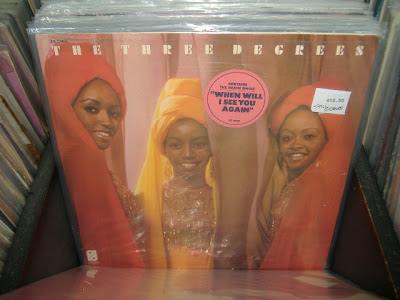 THE THREE DEGREES
CONTAINS
THE SMASH SINGLE
"WHEN WILL
I SEE YOU
AGAIN"